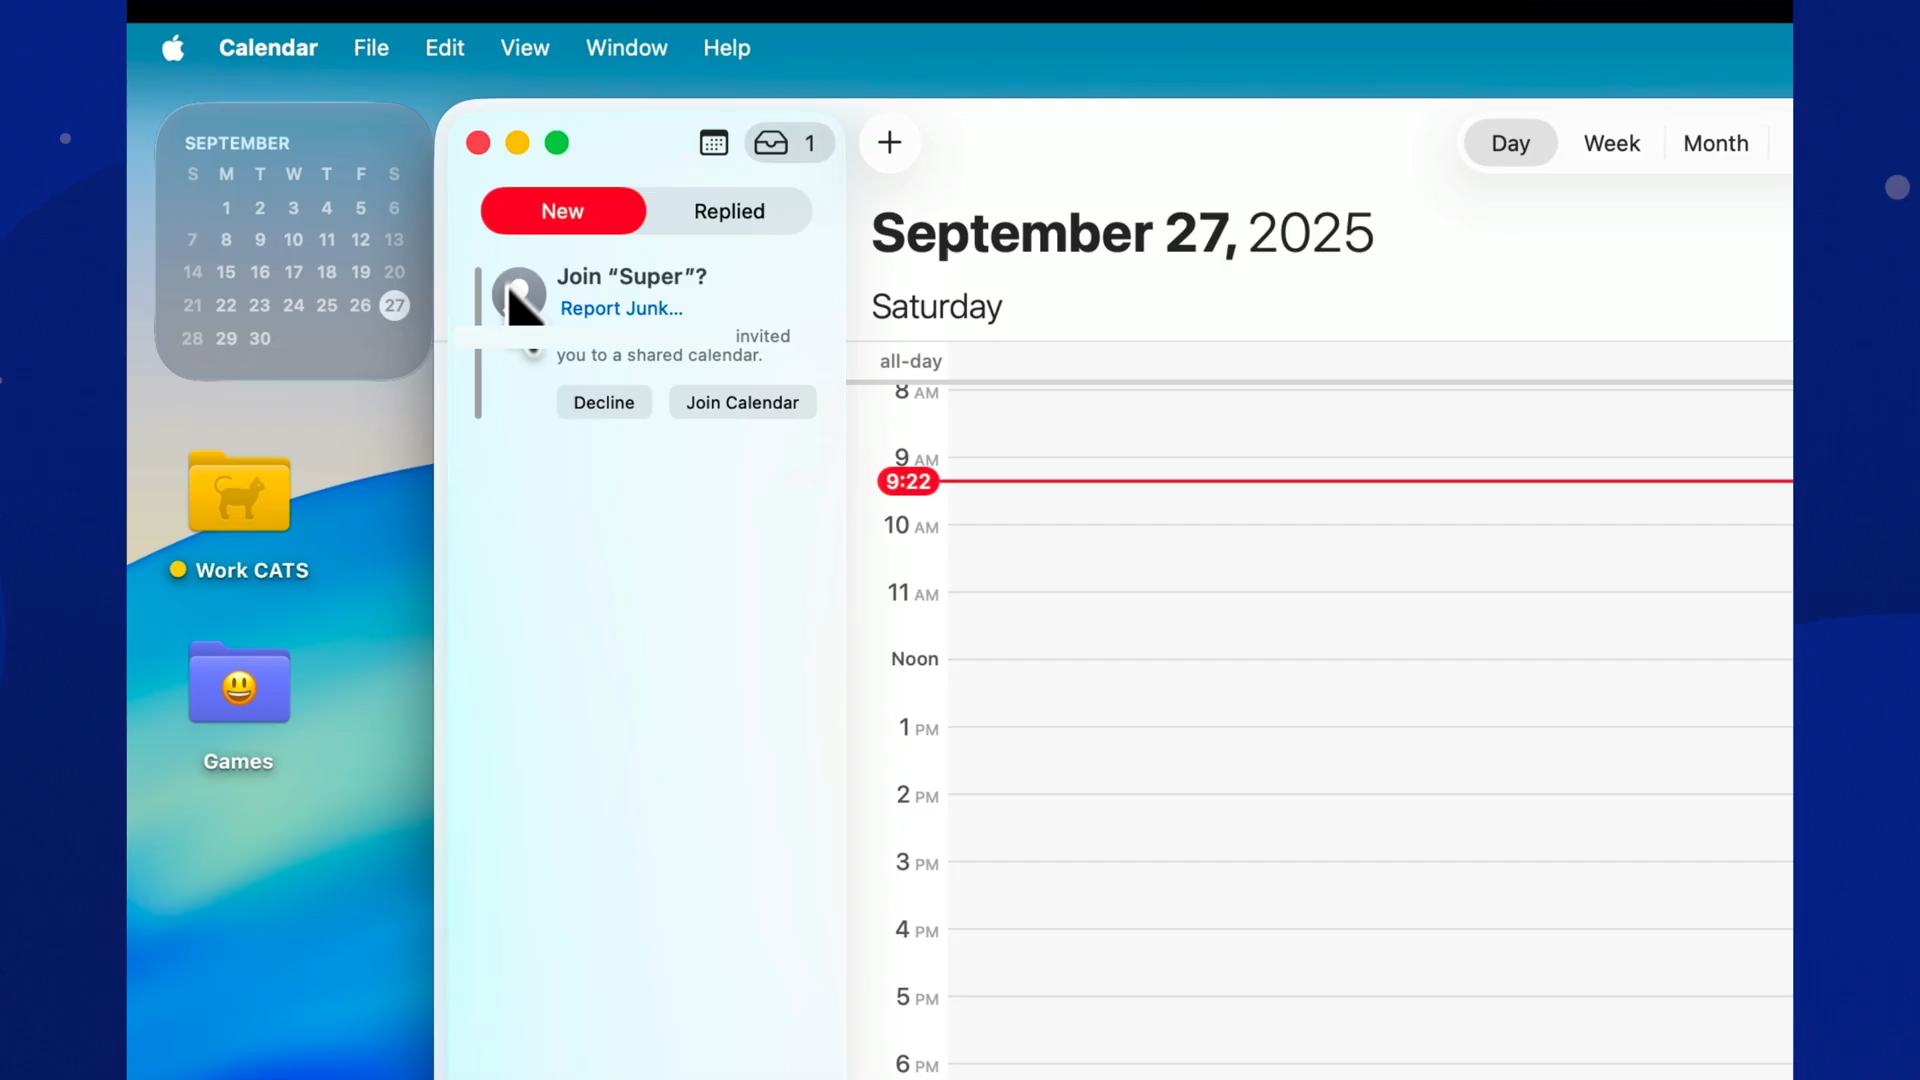 Calendar File Edit View Window Help
SEPTEMBER
S M T W T F S
1 2 3 4 5 6
7 8 9 10 11 12 13
14 15 16 17 18 19 20
21 22 23 24 25 26 27
28 29 30
Work CATS
Games
1
New Replied
Join “Super”?
Report Junk...
invited
you to a shared calendar.
Decline Join Calendar
+
Day Week Month
September 27, 2025
Saturday
all-day
8 AM
9 AM
9:22
10 AM
11 AM
Noon
1 PM
2 PM
3 PM
4 PM
5 PM
6 PM